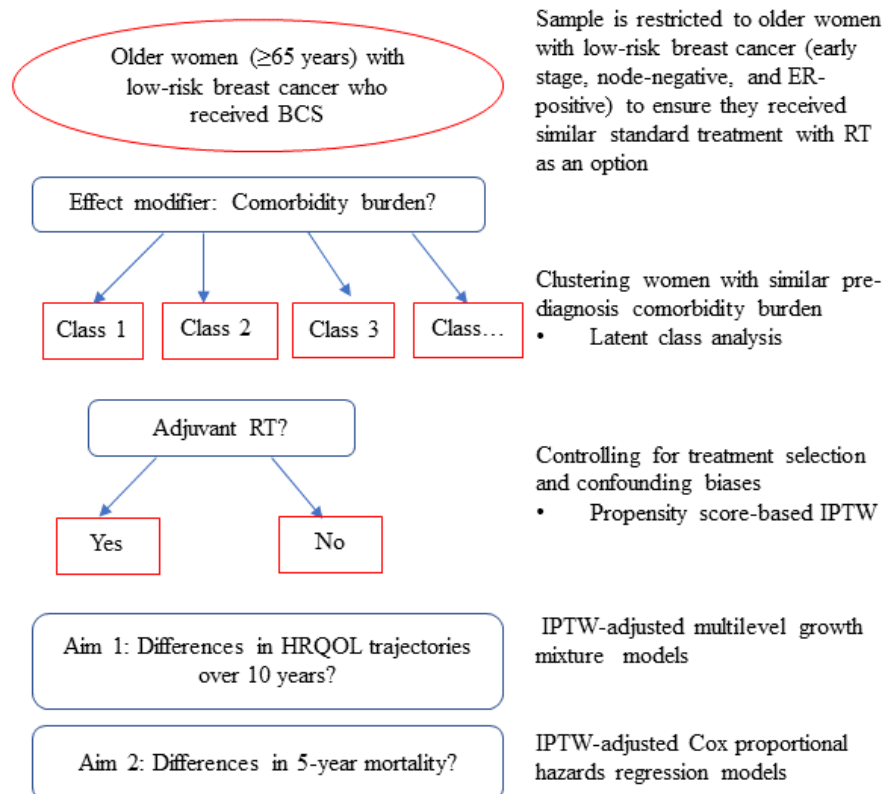 Older women (≥65 years) with
low-risk breast cancer who
received BCS
Sample is restricted to older women
with low-risk breast cancer (early
stage, node-negative, and ER-
positive) to ensure they received
similar standard treatment with RT
as an option
Effect modifier: Comorbidity burden?
Class 1
Class 2
Class 3
Class…
Clustering women with similar pre-
diagnosis comorbidity burden
• Latent class analysis
Adjuvant RT?
Yes
No
Controlling for treatment selection
and confounding biases
• Propensity score-based IPTW
Aim 1: Differences in HRQOL trajectories
over 10 years?
IPTW-adjusted multilevel growth
mixture models
Aim 2: Differences in 5-year mortality?
IPTW-adjusted Cox proportional
hazards regression models